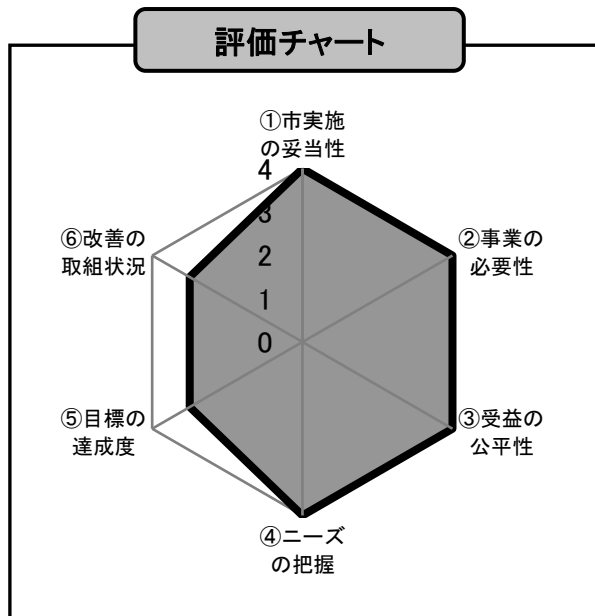 評価チャート
①市実施
の妥当性
4
3
2
1
0
②事業の
必要性
③受益の
公平性
④ニーズ
の把握
⑤目標の
達成度
⑥改善の
取組状況